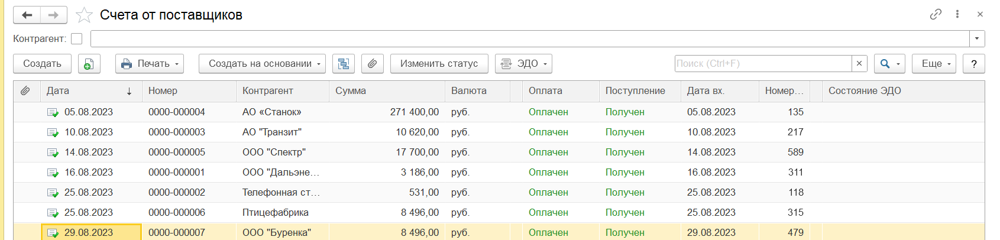 Счета от поставщиков
Контрагент:
Создать Печать Создать на основании Изменить статус ЭДО Поиск (Ctrl+F) × Еще ?
Дата ↓ Номер Контрагент Сумма Валюта Оплата Поступление Дата вх. Номер... Состояние ЭДО
05.08.2023 0000-000004 АО «Станок» 271 400,00 руб. Оплачен Получен 05.08.2023 135
10.08.2023 0000-000003 АО "Транзит" 10 620,00 руб. Оплачен Получен 10.08.2023 217
14.08.2023 0000-000005 ООО "Спектр" 17 700,00 руб. Оплачен Получен 14.08.2023 589
16.08.2023 0000-000001 ООО "Дальэне... 3 186,00 руб. Оплачен Получен 16.08.2023 311
25.08.2023 0000-000002 Телефонная ст... 531,00 руб. Оплачен Получен 25.08.2023 118
25.08.2023 0000-000006 Птицефабрика 8 496,00 руб. Оплачен Получен 25.08.2023 315
29.08.2023 0000-000007 ООО "Буренка" 8 496,00 руб. Оплачен Получен 29.08.2023 479